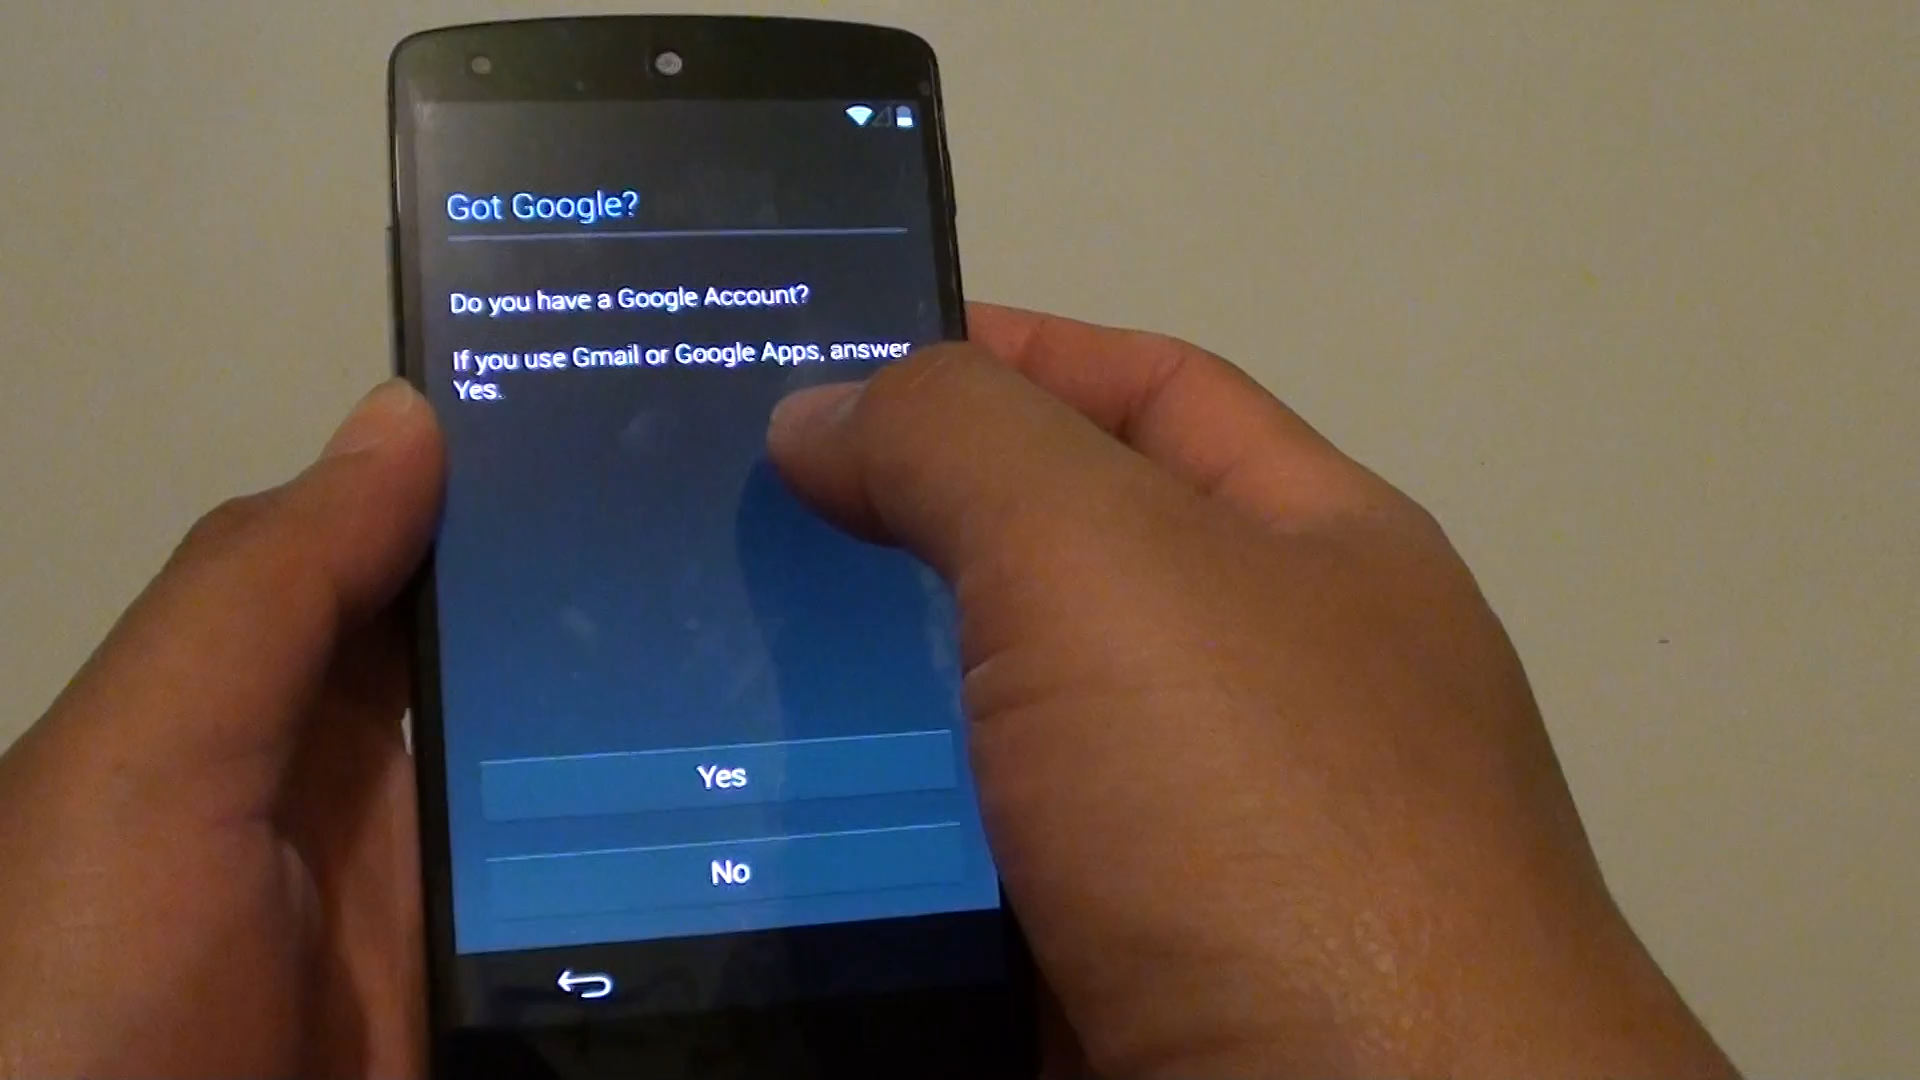 Got Google?
Do you have a Google Account?
If you use Gmail or Google Apps, answer
Yes.
Yes
No